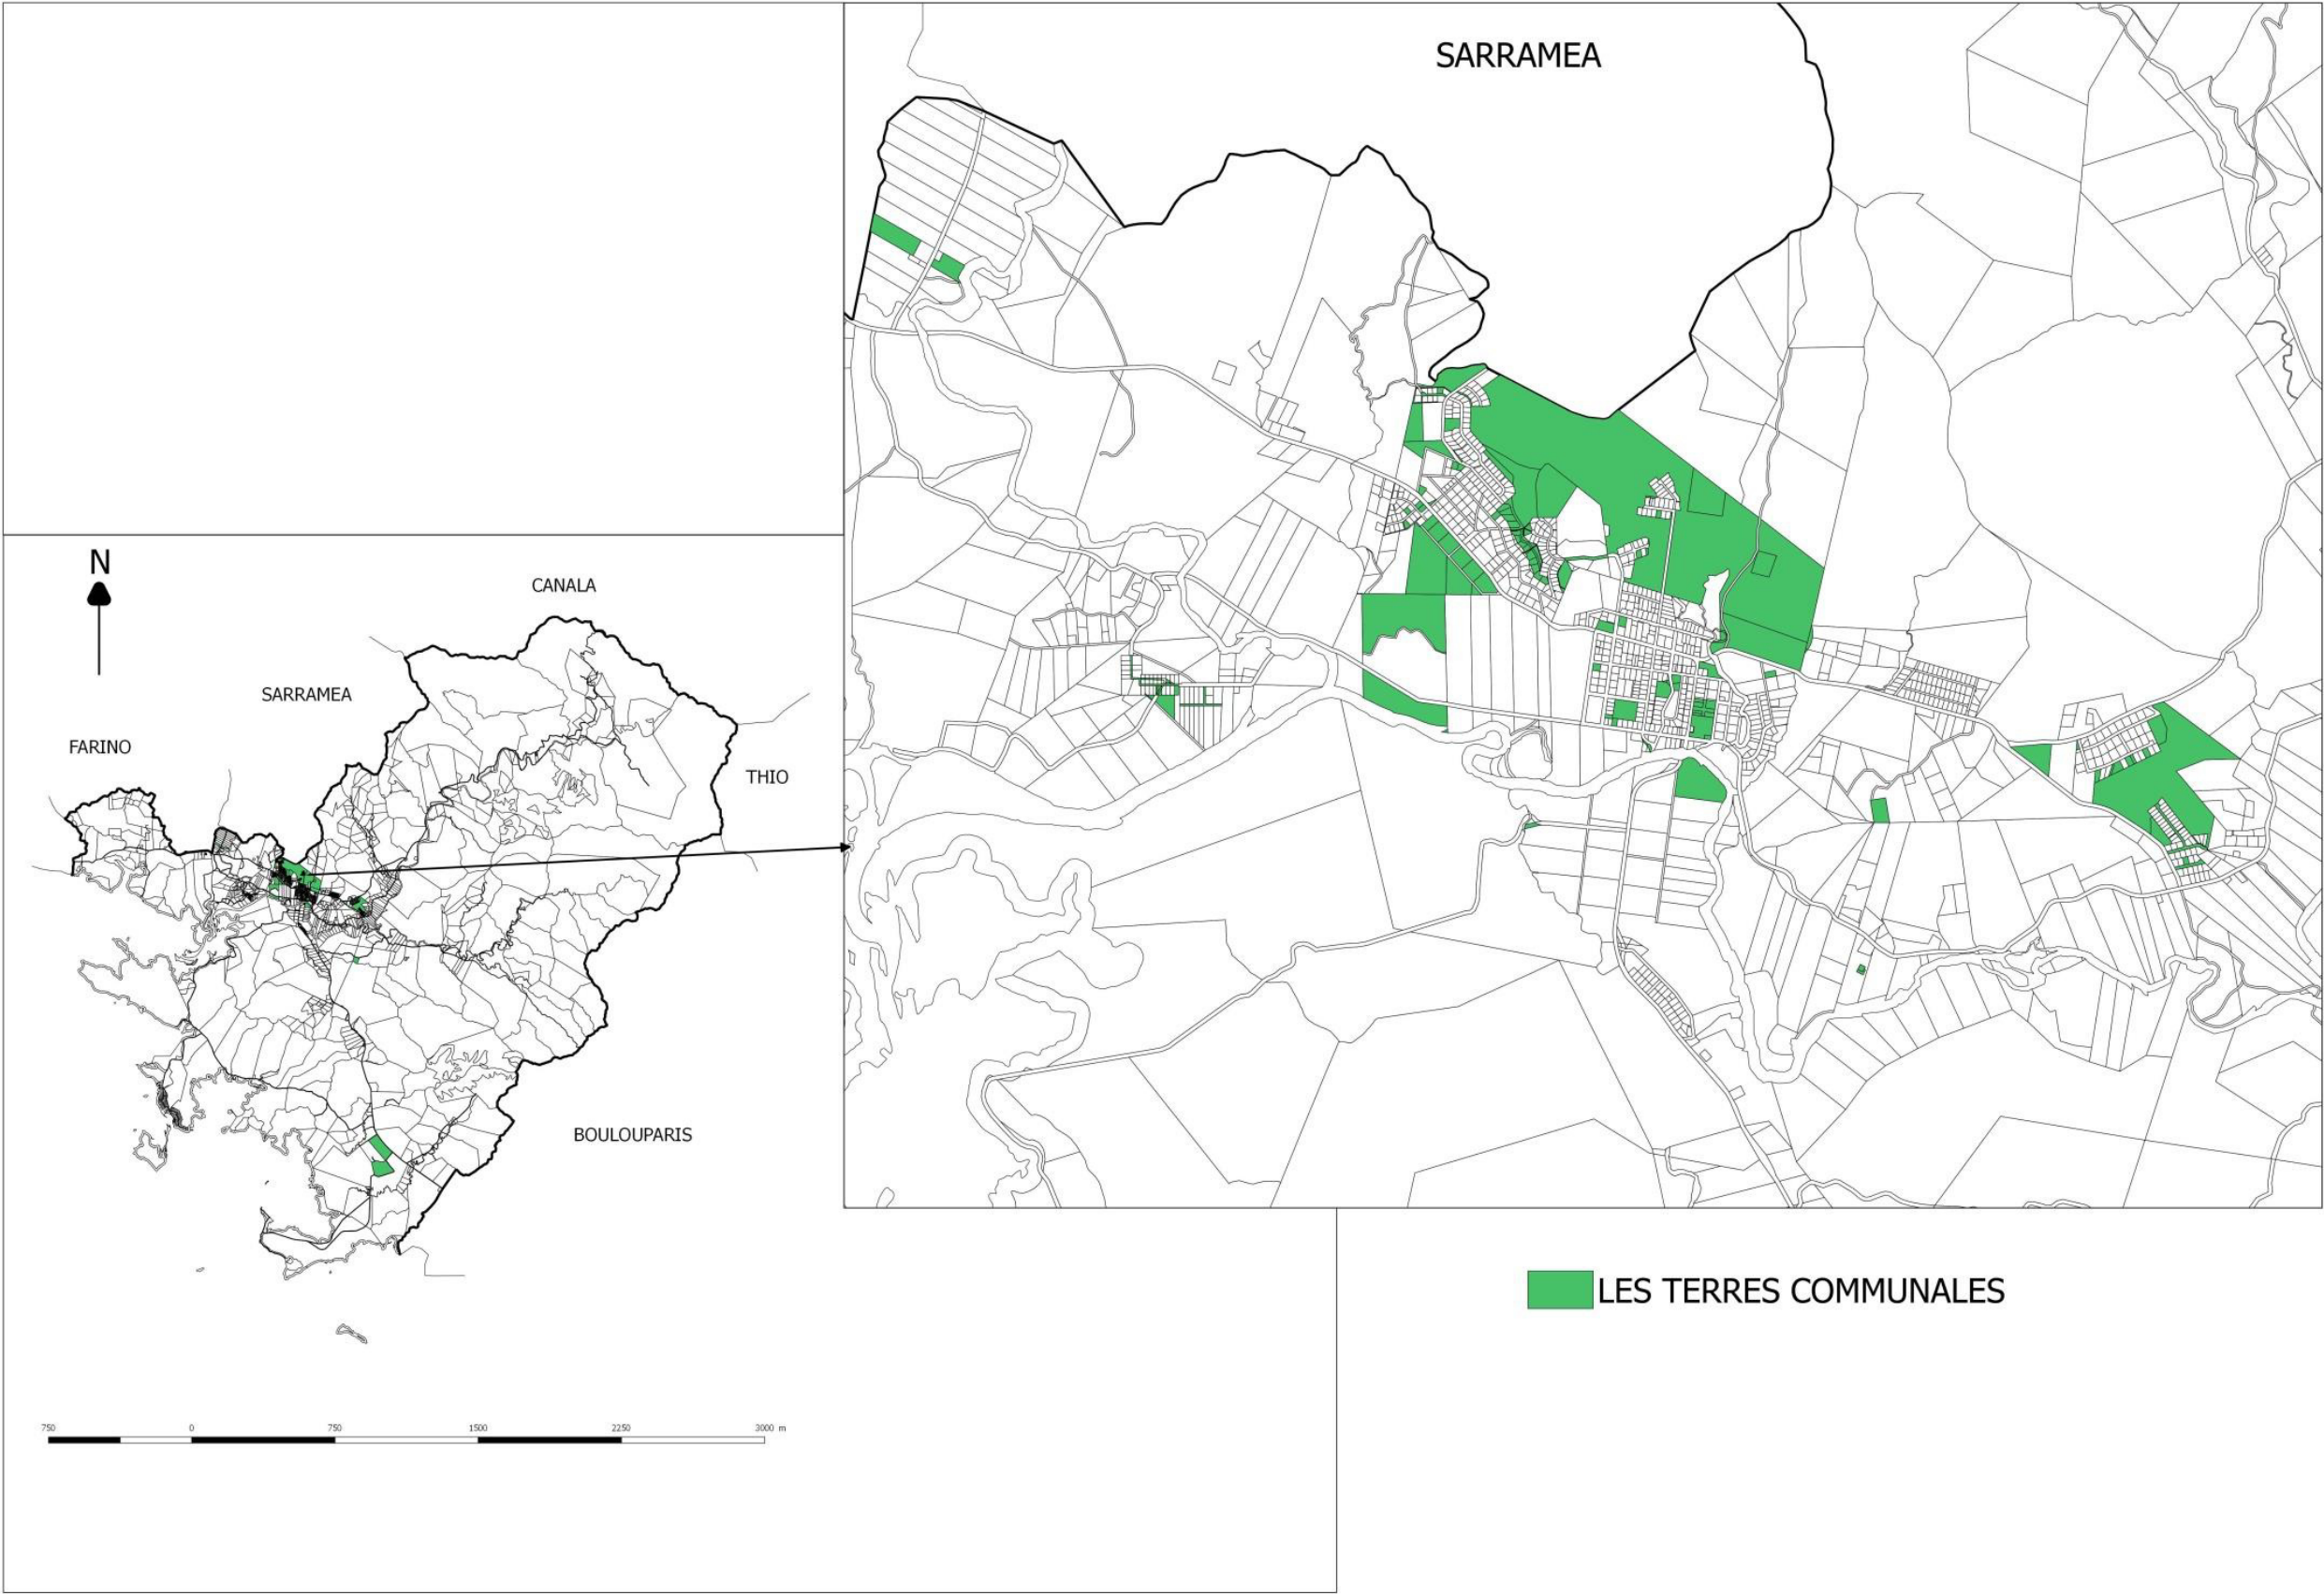 SARRAMEA
N
CANALA
SARRAMEA
FARINO
THIO
BOULOUPARIS
750 0 750 1500 2250 3000 m
LES TERRES COMMUNALES